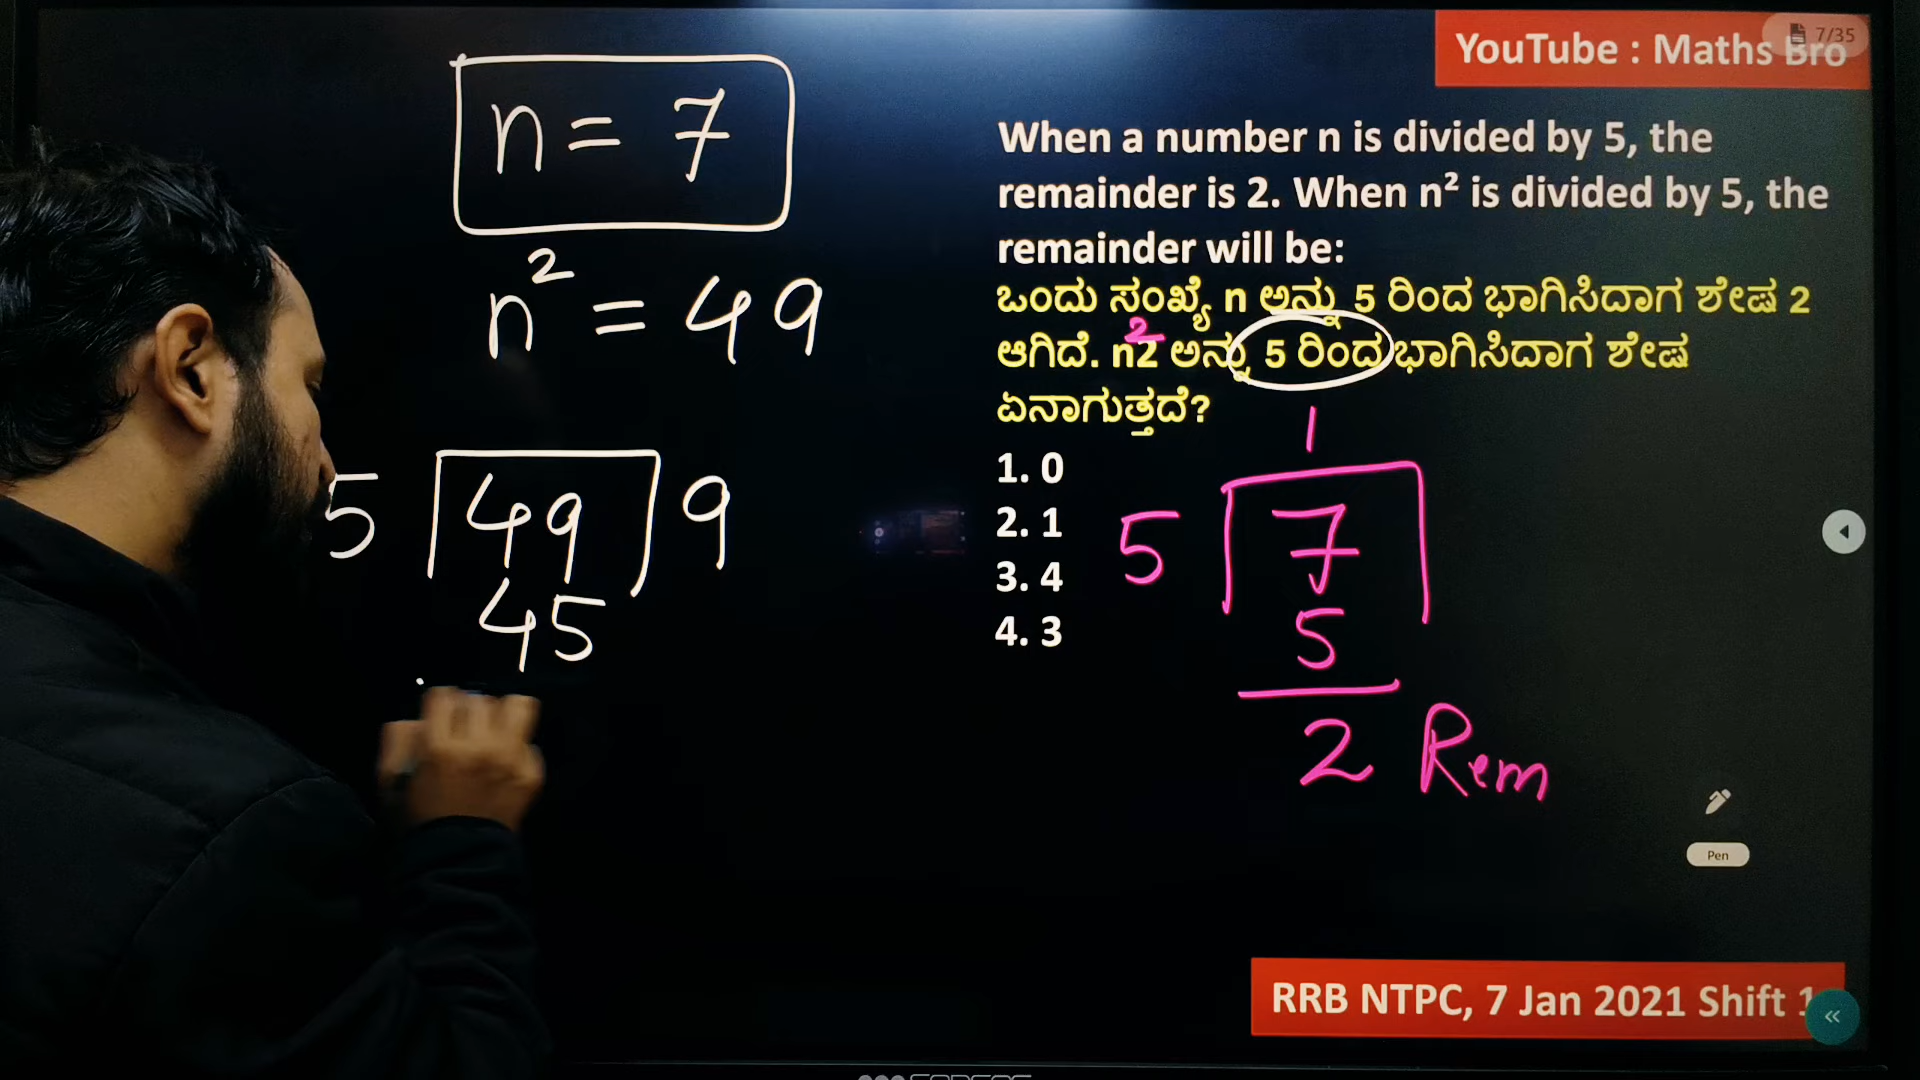 7/35
YouTube : Maths Bro
n = 7
n² = 49
When a number n is divided by 5, the
remainder is 2. When n² is divided by 5, the
remainder will be:
ಒಂದು ಸಂಖ್ಯೆ n ಅನ್ನು 5 ರಿಂದ ಭಾಗಿಸಿದಾಗ ಶೇಷ 2
2
ಆಗಿದೆ. n2 ಅನ್ನು 5 ರಿಂದ ಭಾಗಿಸಿದಾಗ ಶೇಷ
ಏನಾಗುತ್ತದೆ?
1. 0
2. 1
3. 4
4. 3
5 49 9
45
1
5 7
5
2 Rem
Pen
RRB NTPC, 7 Jan 2021 Shift 1